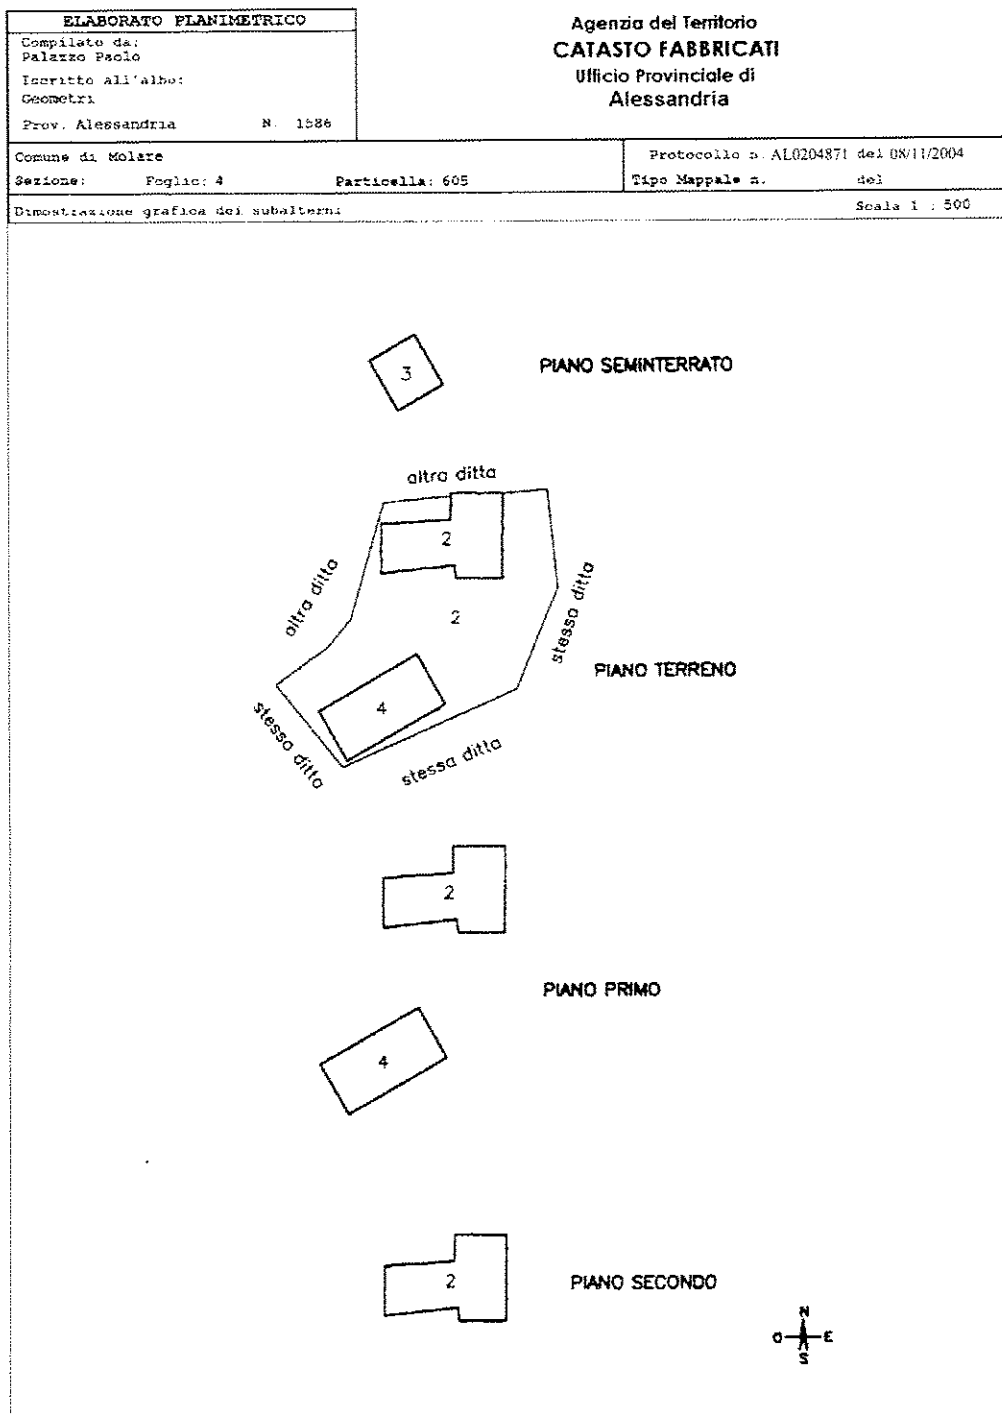 ELABORATO PLANIMETRICO
Compilato da:
Palazzo Paolo
Iscritto all'albo:
Geometri
Prov. Alessandria N. 1586
Agenzia del Territorio
CATASTO FABBRICATI
Ufficio Provinciale di
Alessandria
Comune di Molare
Sezione: Foglio: 4 Particella: 605
Protocollo n. AL0204871 del 08/11/2004
Tipo Mappale n. del
Dimostrazione grafica dei subalterni Scala 1 : 500
3
PIANO SEMINTERRATO
altra ditta
2
altra ditta
2
stessa ditta
PIANO TERRENO
4
stessa ditta
stessa ditta
2
PIANO PRIMO
4
2
PIANO SECONDO
N
O E
S